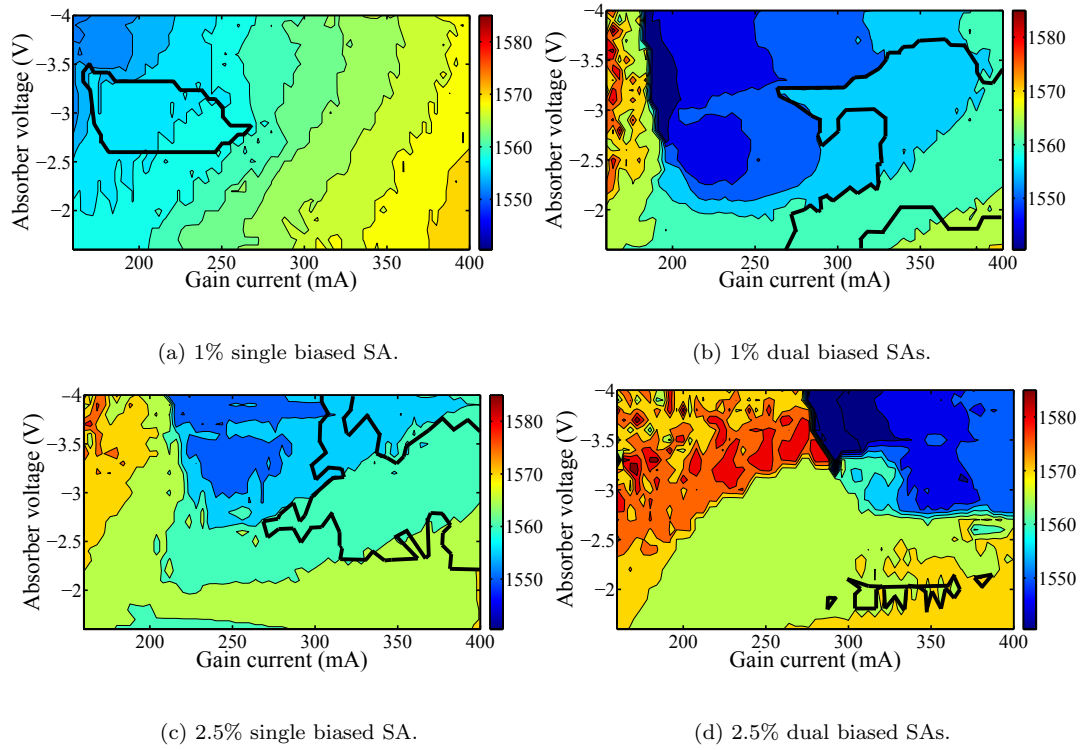 −4
−3.5
−3
−2.5
−2
Absorber voltage (V)
200 250 300 350 400
Gain current (mA)
1580
1570
1560
1550
(a) 1% single biased SA.
−4
−3.5
−3
−2.5
−2
Absorber voltage (V)
200 250 300 350 400
Gain current (mA)
1580
1570
1560
1550
(b) 1% dual biased SAs.
−4
−3.5
−3
−2.5
−2
Absorber voltage (V)
200 250 300 350 400
Gain current (mA)
1580
1570
1560
1550
(c) 2.5% single biased SA.
−4
−3.5
−3
−2.5
−2
Absorber voltage (V)
200 250 300 350 400
Gain current (mA)
1580
1570
1560
1550
(d) 2.5% dual biased SAs.